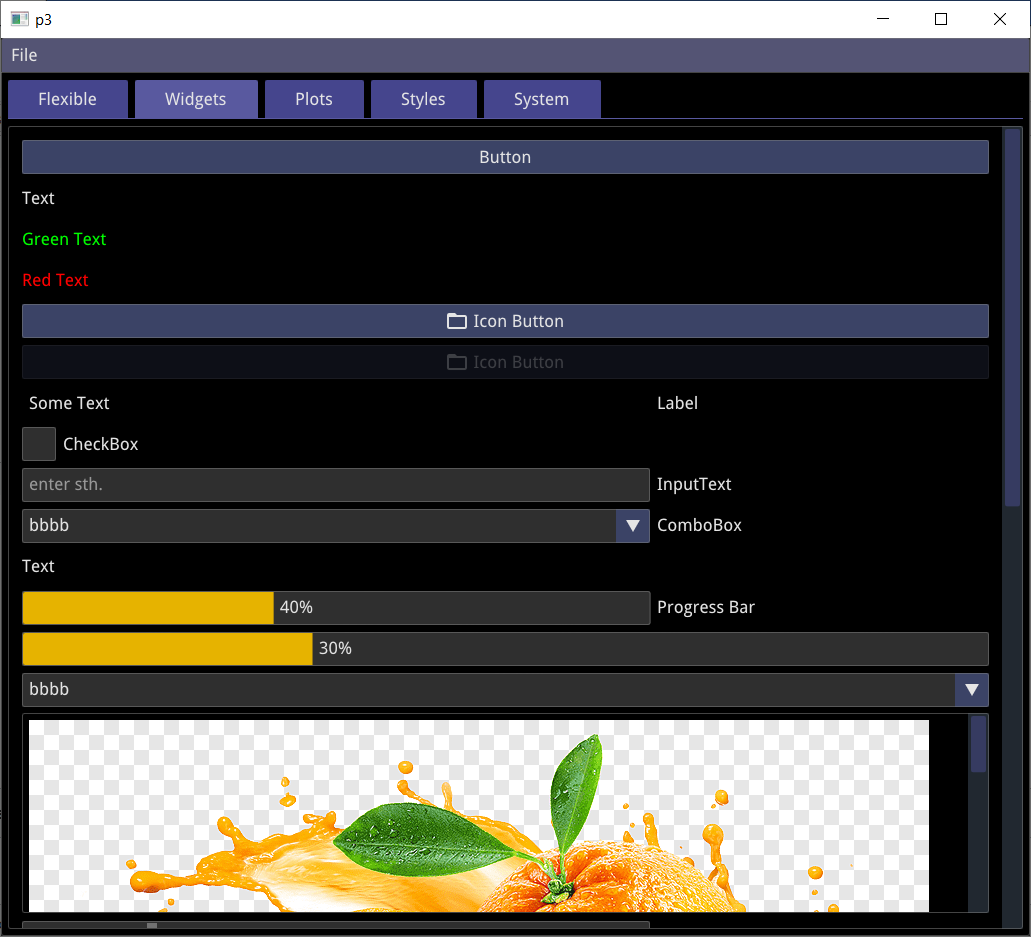 p3
File
Flexible Widgets Plots Styles System
Button
Text
Green Text
Red Text
Icon Button
Icon Button
Some Text Label
CheckBox
enter sth. InputText
bbbb ComboBox
Text
40% Progress Bar
30%
bbbb